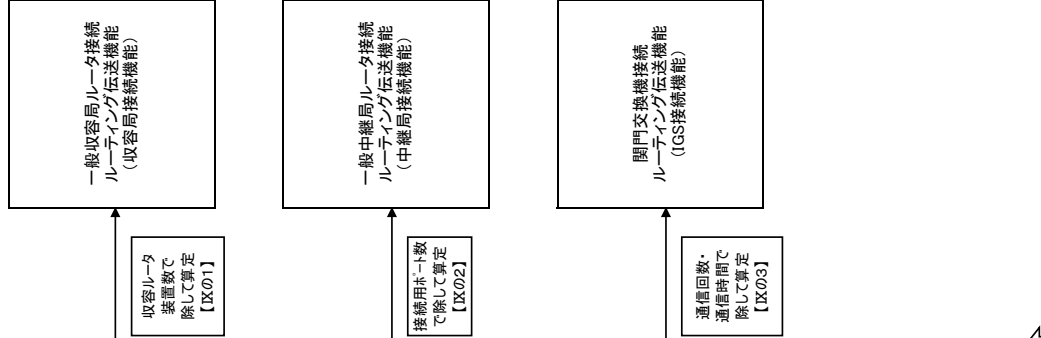 一般収容局ルータ接続
ルーティング伝送機能
（収容局接続機能）
一般中継局ルータ接続
ルーティング伝送機能
（中継局接続機能）
関門交換機接続
ルーティング伝送機能
(IGS接続機能)
収容ルータ
装置数で
除して算定
【Ⅸの1】
接続用ポート数
で除して算定
【Ⅸの2】
通信回数・
通信時間で
除して算定
【Ⅸの3】